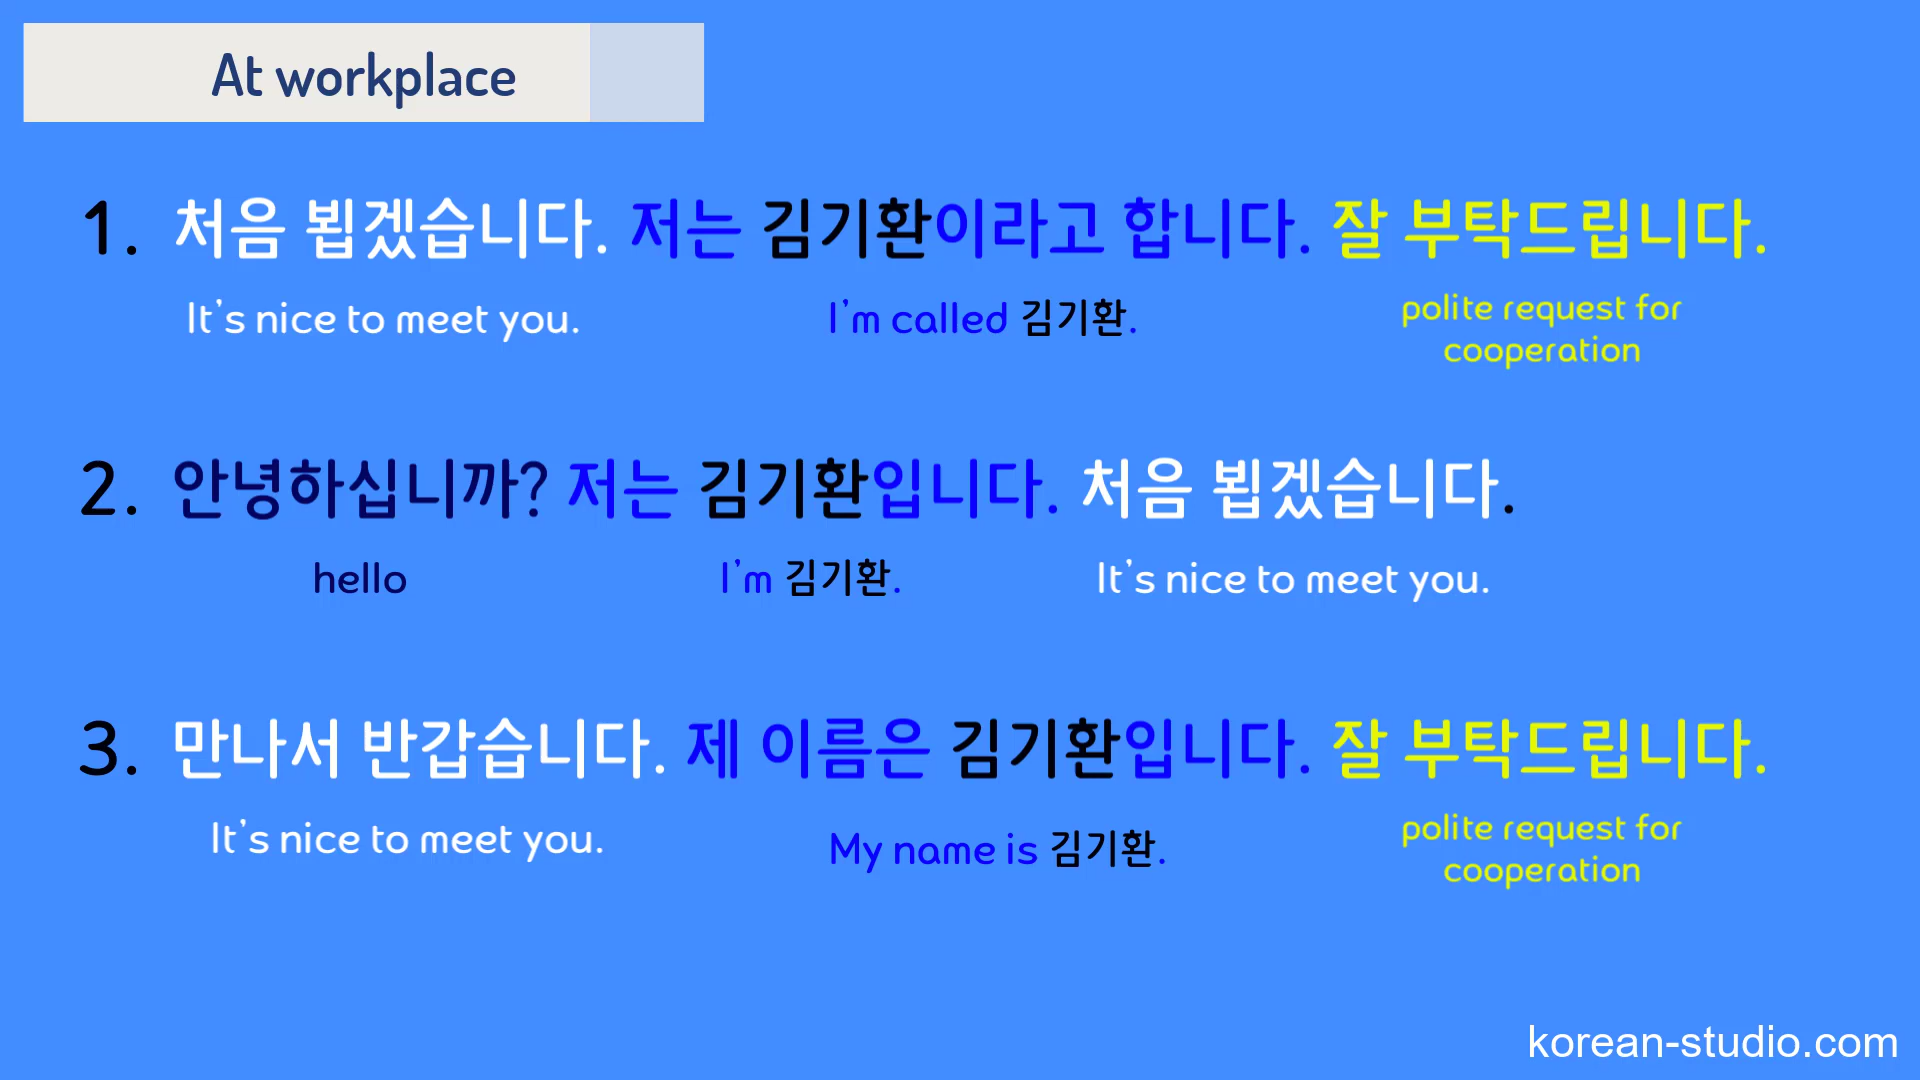 At workplace
1. 처음 뵙겠습니다. 저는 김기환이라고 합니다. 잘 부탁드립니다.
It's nice to meet you. I'm called 김기환. polite request for cooperation
2. 안녕하십니까? 저는 김기환입니다. 처음 뵙겠습니다.
hello I'm 김기환. It's nice to meet you.
3. 만나서 반갑습니다. 제 이름은 김기환입니다. 잘 부탁드립니다.
It's nice to meet you. My name is 김기환. polite request for cooperation
korean-studio.com